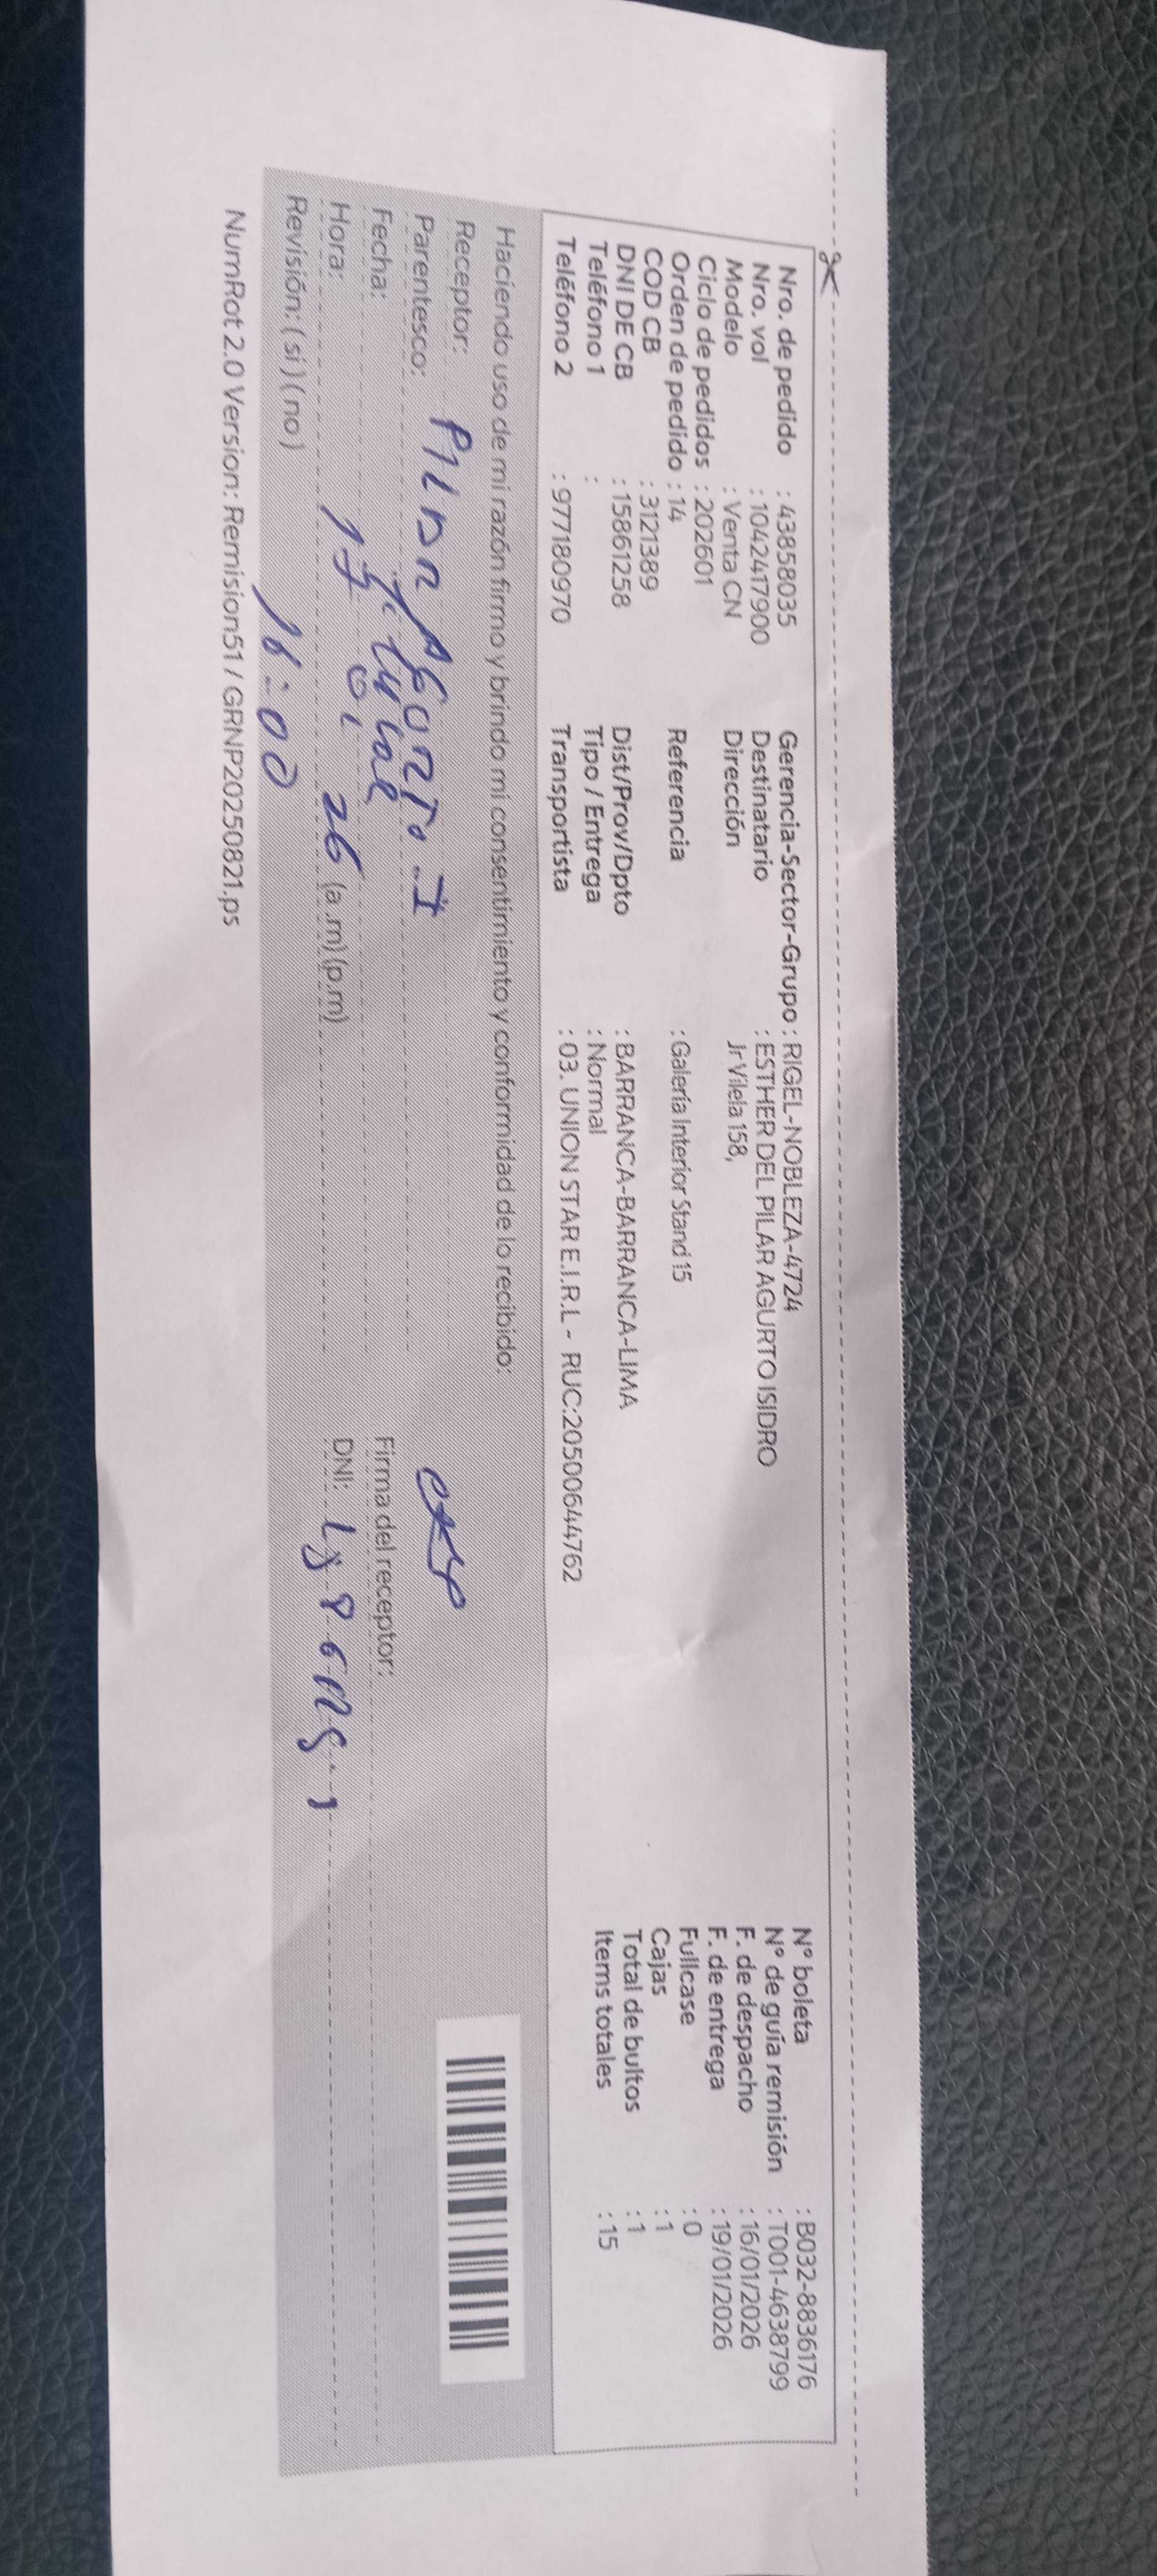 Nro. de pedido : 43858035
Nro. vol : 1042417900
Modelo : Venta CN
Ciclo de pedidos : 202601
Orden de pedido : 14
COD CB : 3121389
DNI DE CB : 15861258
Teléfono 1 :
Teléfono 2 : 977180970
Gerencia-Sector-Grupo : RIGEL-NOBLEZA-4724
Destinatario : ESTHER DEL PILAR AGURTO ISIDRO
Dirección Jr Vilela 158,
Referencia : Galería Interior Stand 15
Dist/Prov/Dpto : BARRANCA-BARRANCA-LIMA
Tipo / Entrega : Normal
Transportista : 03. UNION STAR E.I.R.L - RUC:20500644762
N° boleta : B032-8836176
N° de guía remisión : T001-4638799
F. de despacho : 16/01/2026
F. de entrega : 19/01/2026
Fullcase : 0
Cajas : 1
Total de bultos : 1
Items totales : 15
Haciendo uso de mi razón firmo y brindo mi consentimiento y conformidad de lo recibido:
Receptor: Pilar Agurto I
Parentesco:
Fecha: 17 01 26
Hora: 16:00 (a.m) (p.m)
Revisión: ( si ) ( no )
Firma del receptor:
DNI:
NumRot 2.0 Version: Remision51 / GRNP20250821.ps